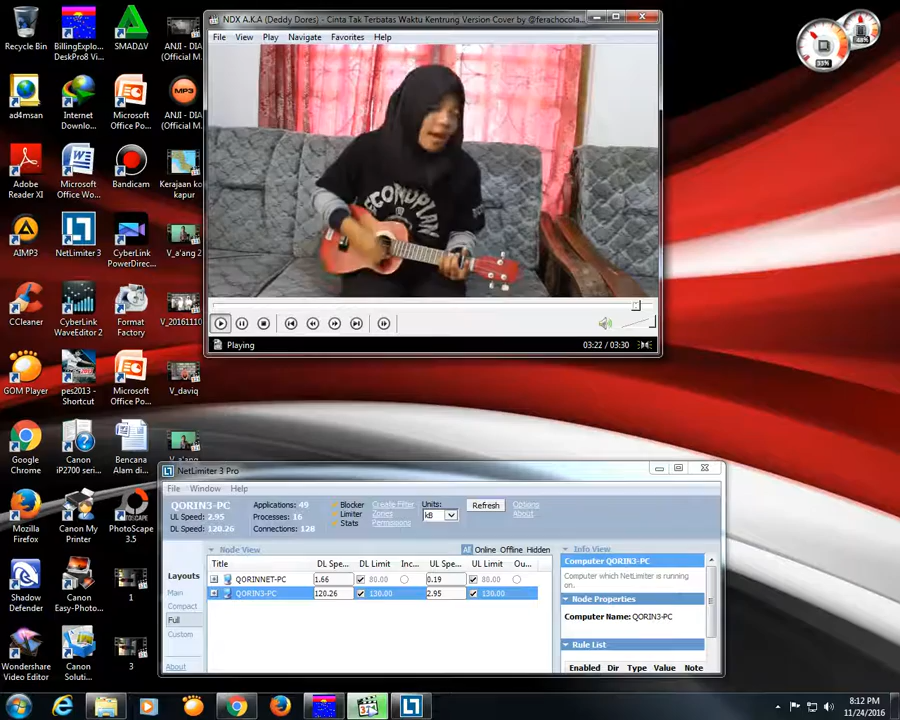 Recycle Bin
BillingExplo...
DeskPro8 Vi...
SMADΔV
ANJI - DIA
(Official M...
ad4msan
Internet
Downlo...
Microsoft
Office Po...
MP3
ANJI - DIA
(Official M...
Adobe
Reader XI
Microsoft
Office Wo...
Bandicam
Kerajaan ko
kapur
AIMP3
NetLimiter 3
CyberLink
PowerDirec...
V_a'ang 2
CCleaner
CyberLink
WaveEditor 2
Format
Factory
V_20161110
GOM Player
pes2013 -
Shortcut
Microsoft
Office Po...
V_daviq
Google
Chrome
Canon
iP2700 seri...
Bencana
Alam di...
Mozilla
Firefox
Canon My
Printer
PhotoScape
3.5
Shadow
Defender
Canon
Easy-Photo...
1
Wondershare
Video Editor
Canon
Soluti...
3
NDX A.K.A (Deddy Dores) - Cinta Tak Terbatas Waktu Kentrung Version Cover by @ferachocola...
File View Play Navigate Favorites Help
Playing
03:22 / 03:30
33%
48%
NetLimiter 3 Pro
File Window Help
QORIN3-PC
UL Speed: 2.95
DL Speed: 120.26
Applications: 49
Processes: 16
Connections: 128
Blocker
Limiter
Stats
Create Filter
Zones
Permissions
Units:
kB
Refresh
Options
About
Layouts
Main
Compact
Full
Custom
About
Node View
All Online Offline Hidden
Title DL Spe... DL Limit Inc... UL Spe... UL Limit Ou...
QORINNET-PC 1.66 80.00 0.19 80.00
QORIN3-PC 120.26 130.00 2.95 130.00
Info View
Computer QORIN3-PC
Computer which NetLimiter is running
on.
Node Properties
Computer Name: QORIN3-PC
Rule List
Enabled Dir Type Value Note
8:12 PM
11/24/2016